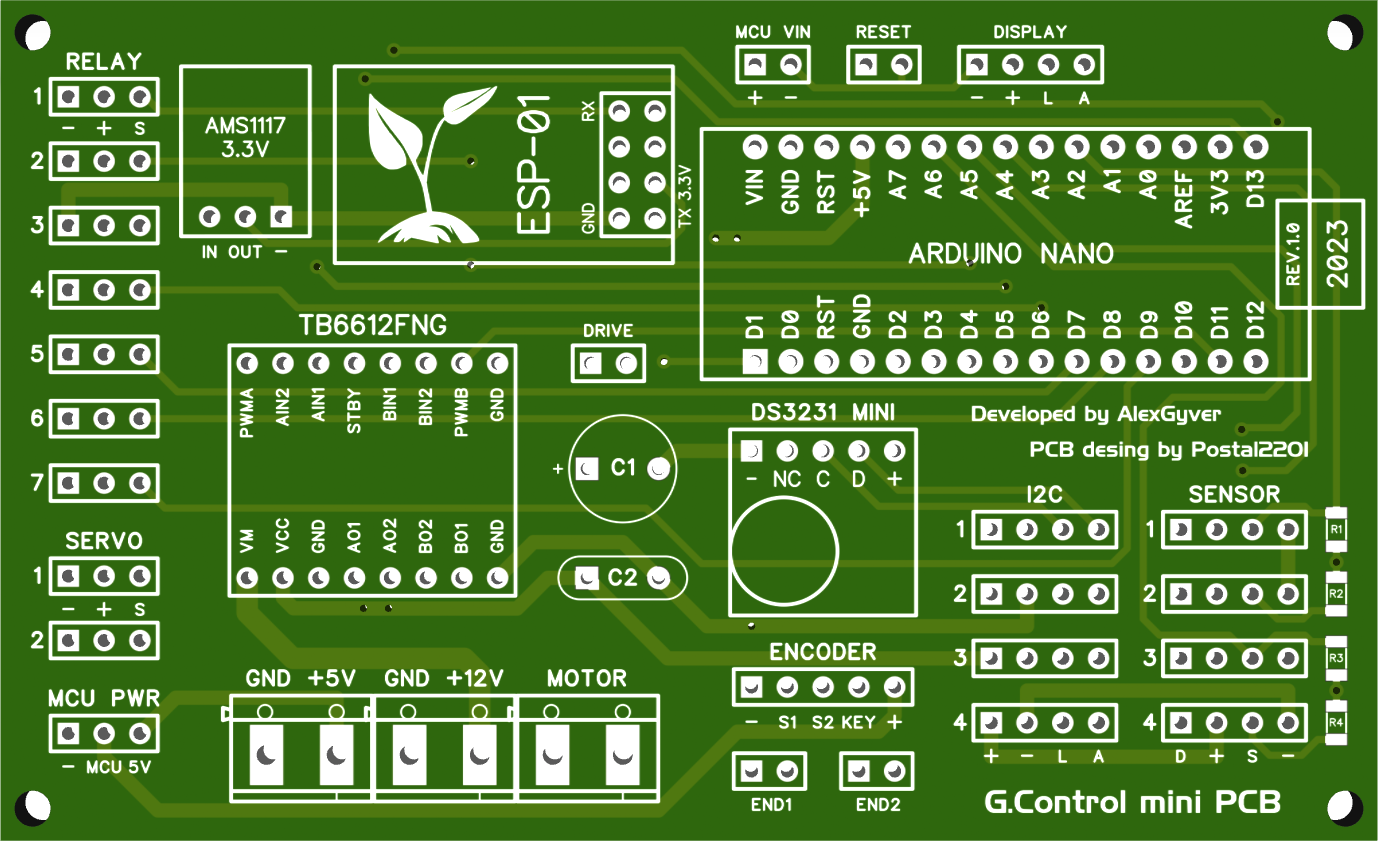 MCU VIN
RESET
DISPLAY
+ -
- + L A
RELAY
1
- + S
2
3
4
5
6
7
AMS1117
3.3V
IN OUT -
ESP-01
RX
GND
TX 3.3V
VIN GND RST +5V A7 A6 A5 A4 A3 A2 A1 A0 AREF 3V3 D13
ARDUINO NANO
D1 D0 RST GND D2 D3 D4 D5 D6 D7 D8 D9 D10 D11 D12
REV.1.0
2023
TB6612FNG
PWMA AIN2 AIN1 STBY BIN1 BIN2 PWMB GND
VM VCC GND AO1 AO2 BO2 BO1 GND
DRIVE
+ C1
C2
DS3231 MINI
- NC C D +
Developed by AlexGyver
PCB desing by Postal2201
I2C
1
2
3
4
+ - L A
SENSOR
1
2
3
4
D + S -
R1
R2
R3
R4
SERVO
1
- + S
2
MCU PWR
- MCU 5V
GND +5V
GND +12V
MOTOR
ENCODER
- S1 S2 KEY +
END1
END2
G.Control mini PCB